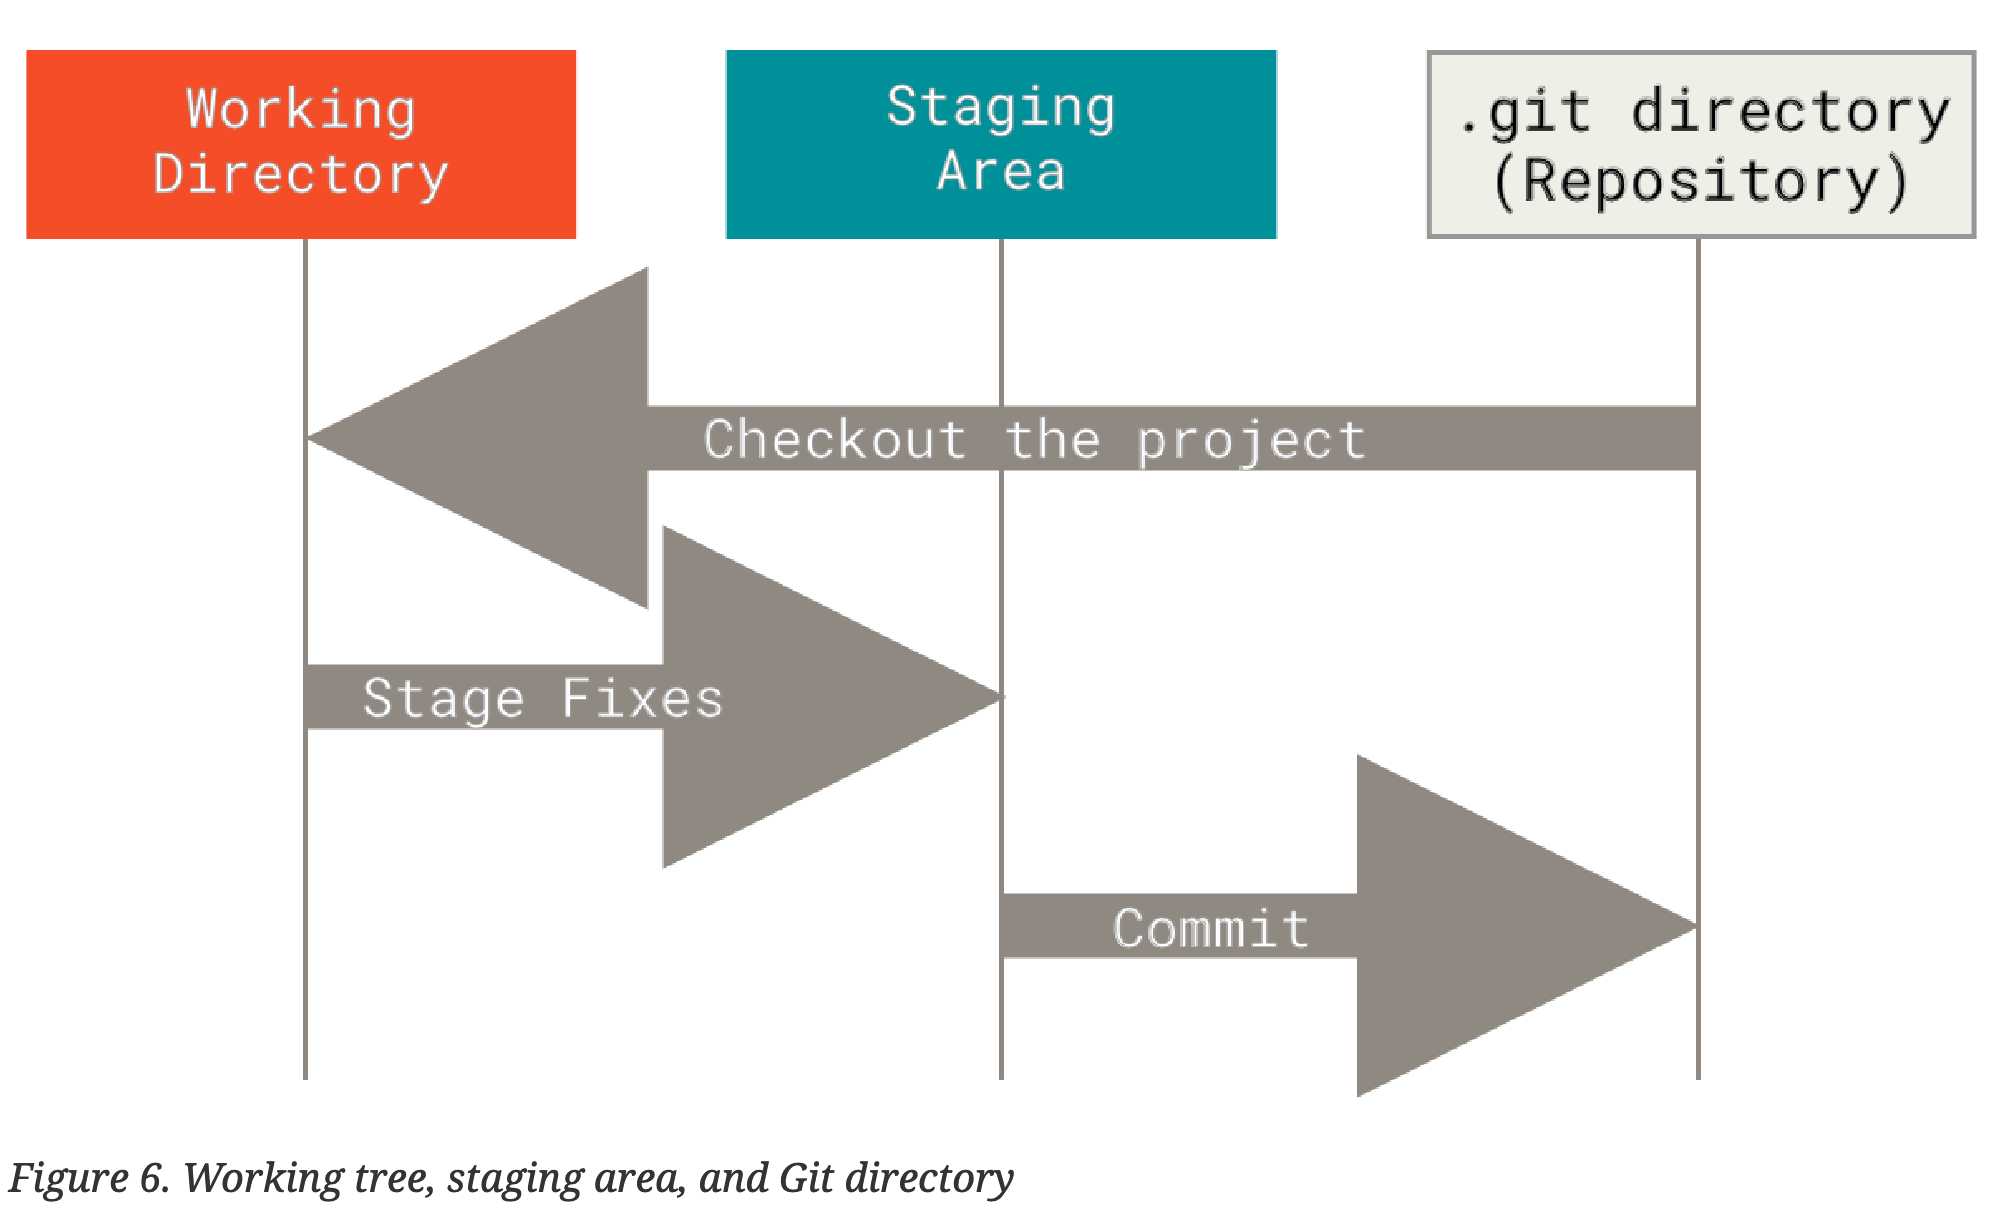 Working
Directory
Staging
Area
.git directory
(Repository)
Checkout the project
Stage Fixes
Commit
Figure 6. Working tree, staging area, and Git directory